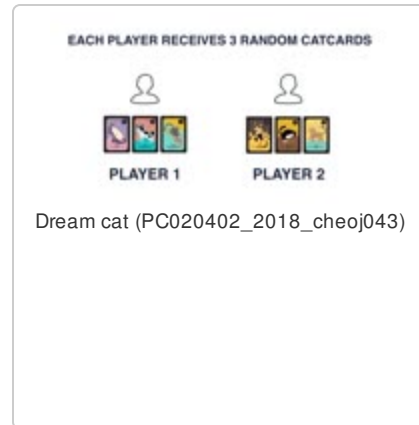 EACH PLAYER RECEIVES 3 RANDOM CATCARDS
PLAYER 1 PLAYER 2
Dream cat (PC020402_2018_cheoj043)